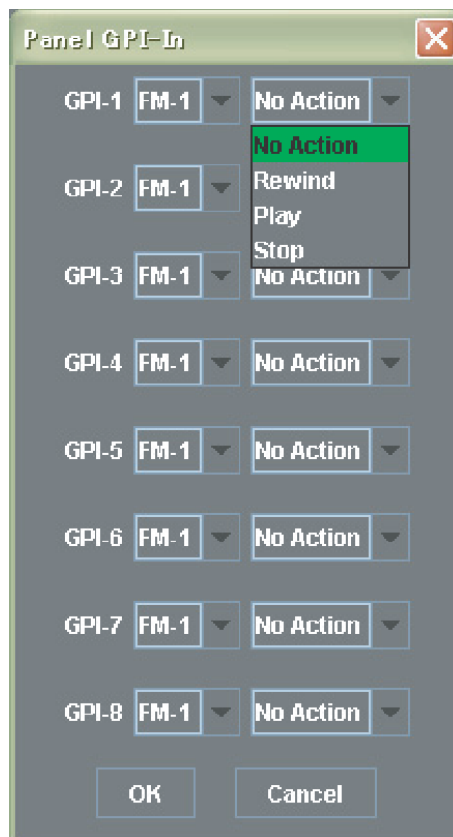 Panel GPI-In
GPI-1 FM-1 No Action
No Action
Rewind
Play
Stop
GPI-2 FM-1
GPI-3 FM-1 No Action
GPI-4 FM-1 No Action
GPI-5 FM-1 No Action
GPI-6 FM-1 No Action
GPI-7 FM-1 No Action
GPI-8 FM-1 No Action
OK Cancel